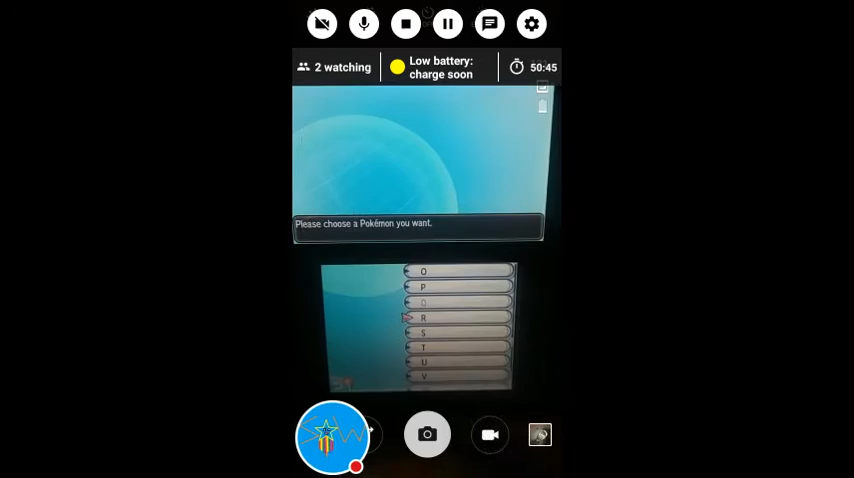 2 watching
Low battery:
charge soon
50:45
Please choose a Pokémon you want.
O
P
Q
R
S
T
U
V